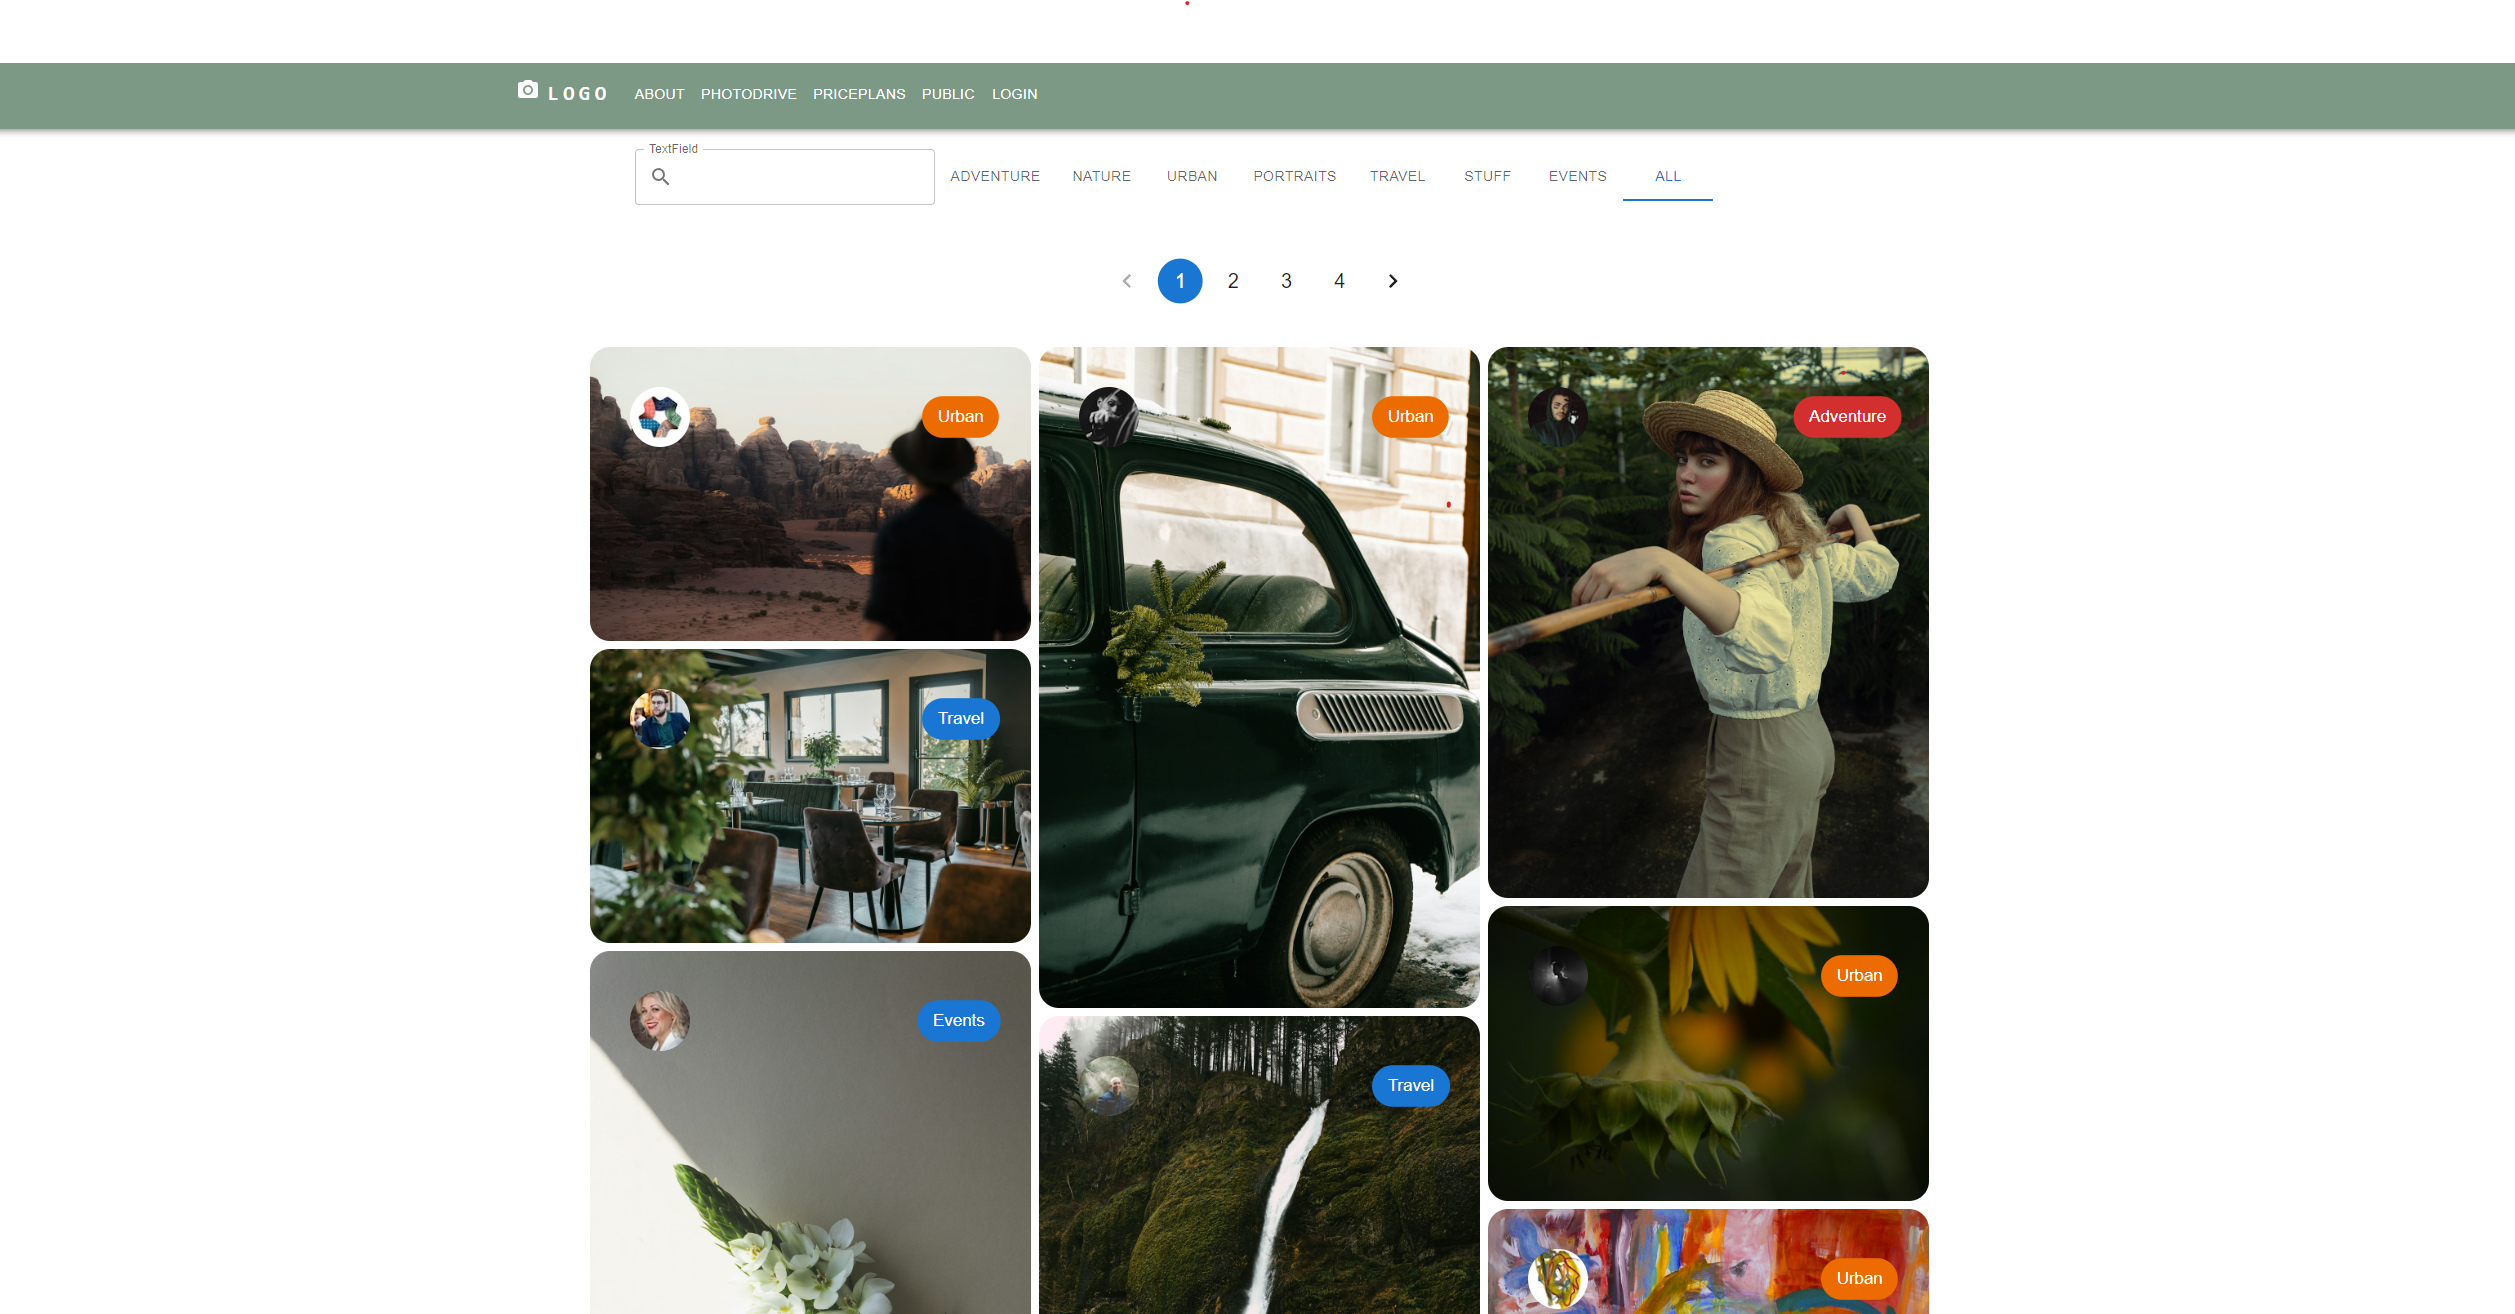 LOGO ABOUT PHOTODRIVE PRICEPLANS PUBLIC LOGIN
TextField
ADVENTURE NATURE URBAN PORTRAITS TRAVEL STUFF EVENTS ALL
1 2 3 4
Urban Urban Adventure
Travel
Urban
Events
Travel
Urban